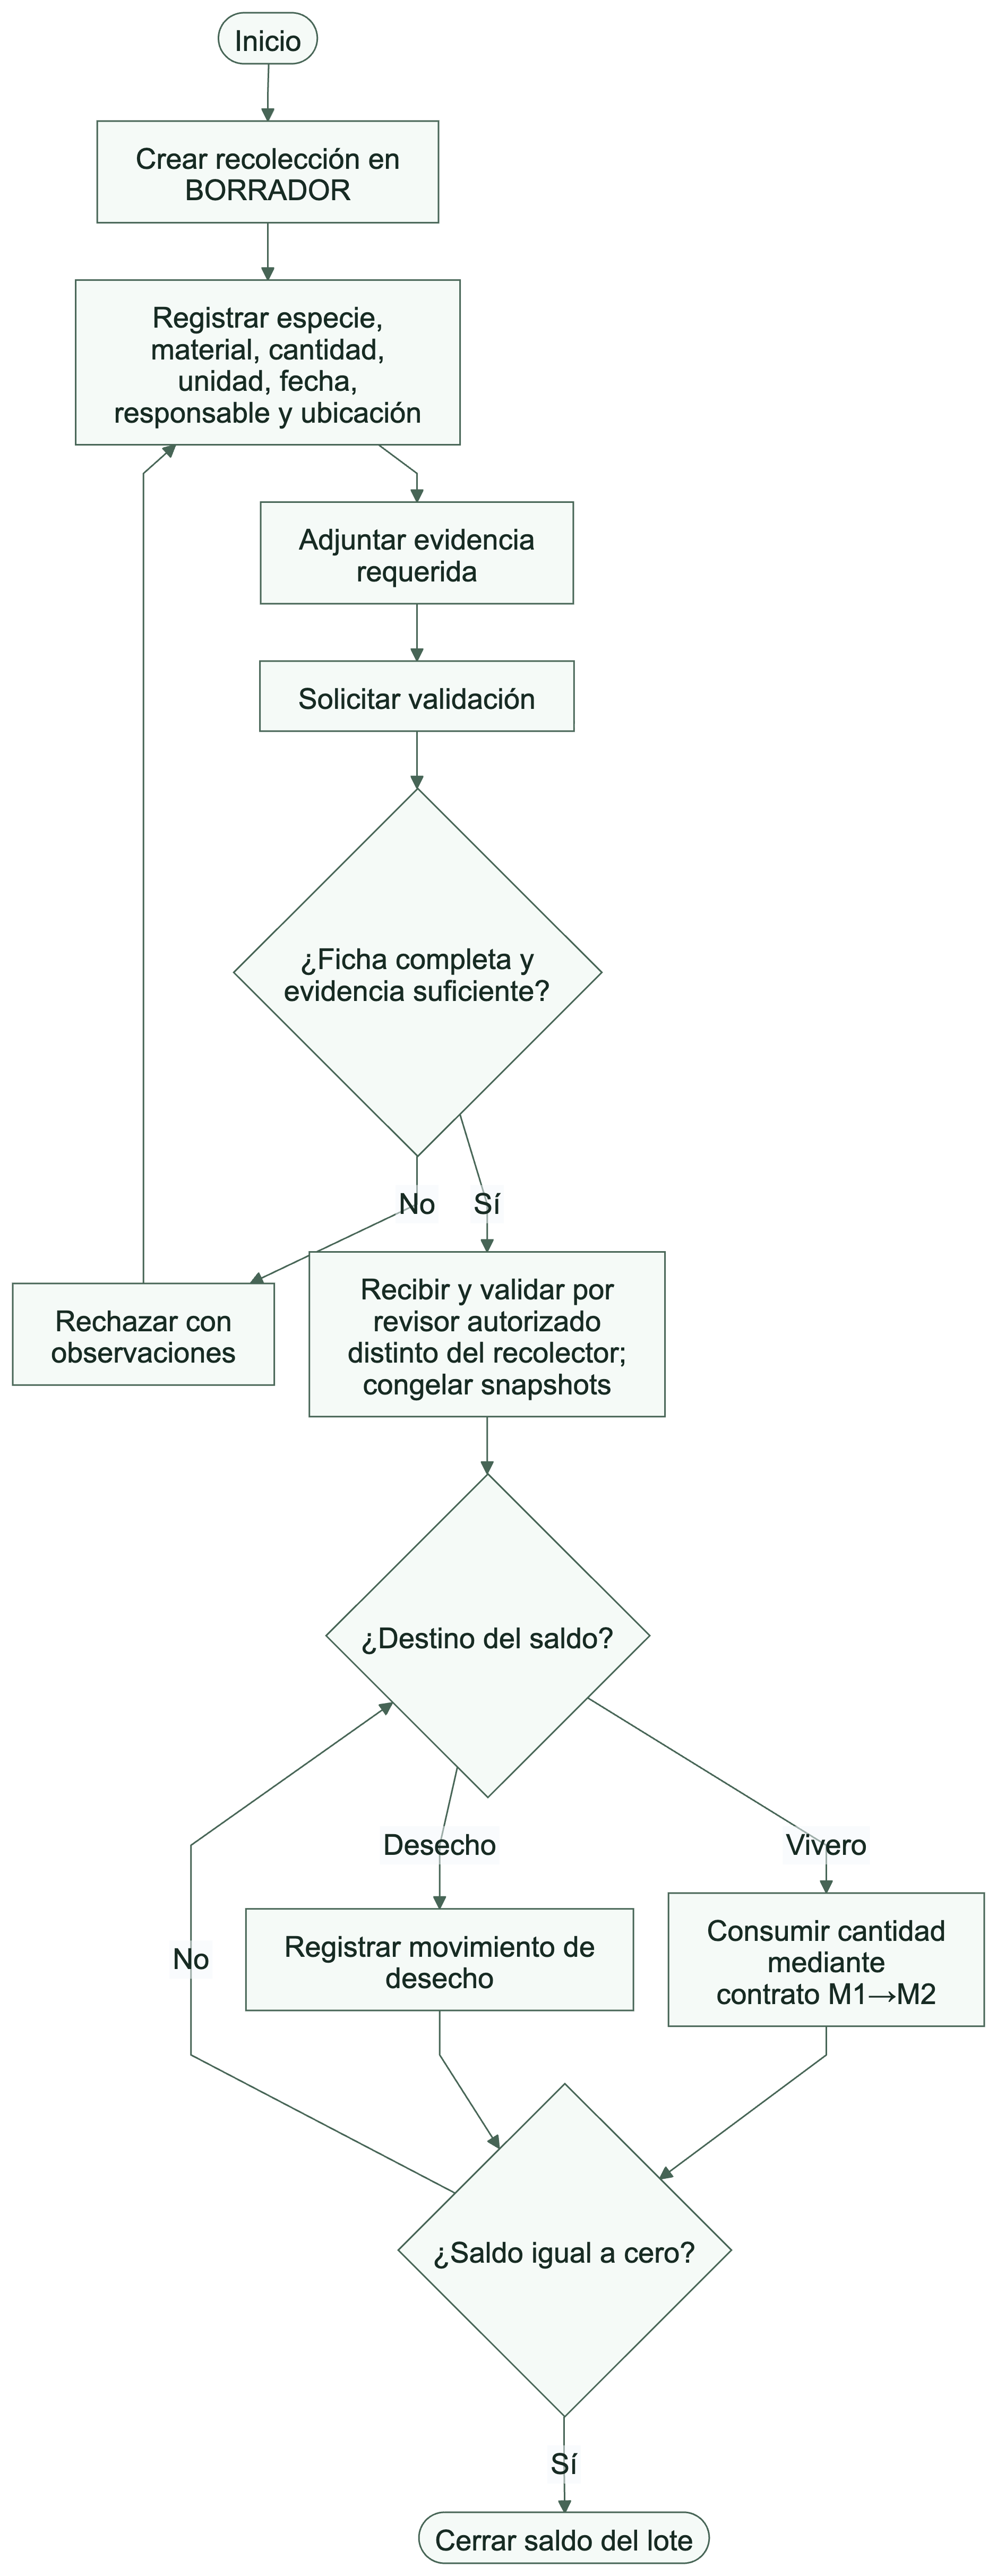 Inicio
Crear recolección en
BORRADOR
Registrar especie,
material, cantidad,
unidad, fecha,
responsable y ubicación
Adjuntar evidencia
requerida
Solicitar validación
¿Ficha completa y
evidencia suficiente?
No
Sí
Rechazar con
observaciones
Recibir y validar por
revisor autorizado
distinto del recolector;
congelar snapshots
¿Destino del saldo?
Desecho
Vivero
No
Registrar movimiento de
desecho
Consumir cantidad
mediante
contrato M1→M2
¿Saldo igual a cero?
Sí
Cerrar saldo del lote